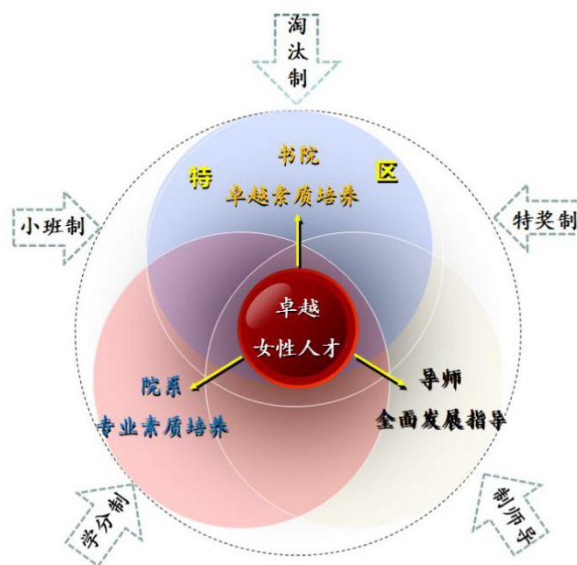 淘汰制
特 区
书院
卓越素质培养
小班制
特奖制
卓越
女性人才
院系
专业素质培养
导师
全面发展指导
学分制
制师导